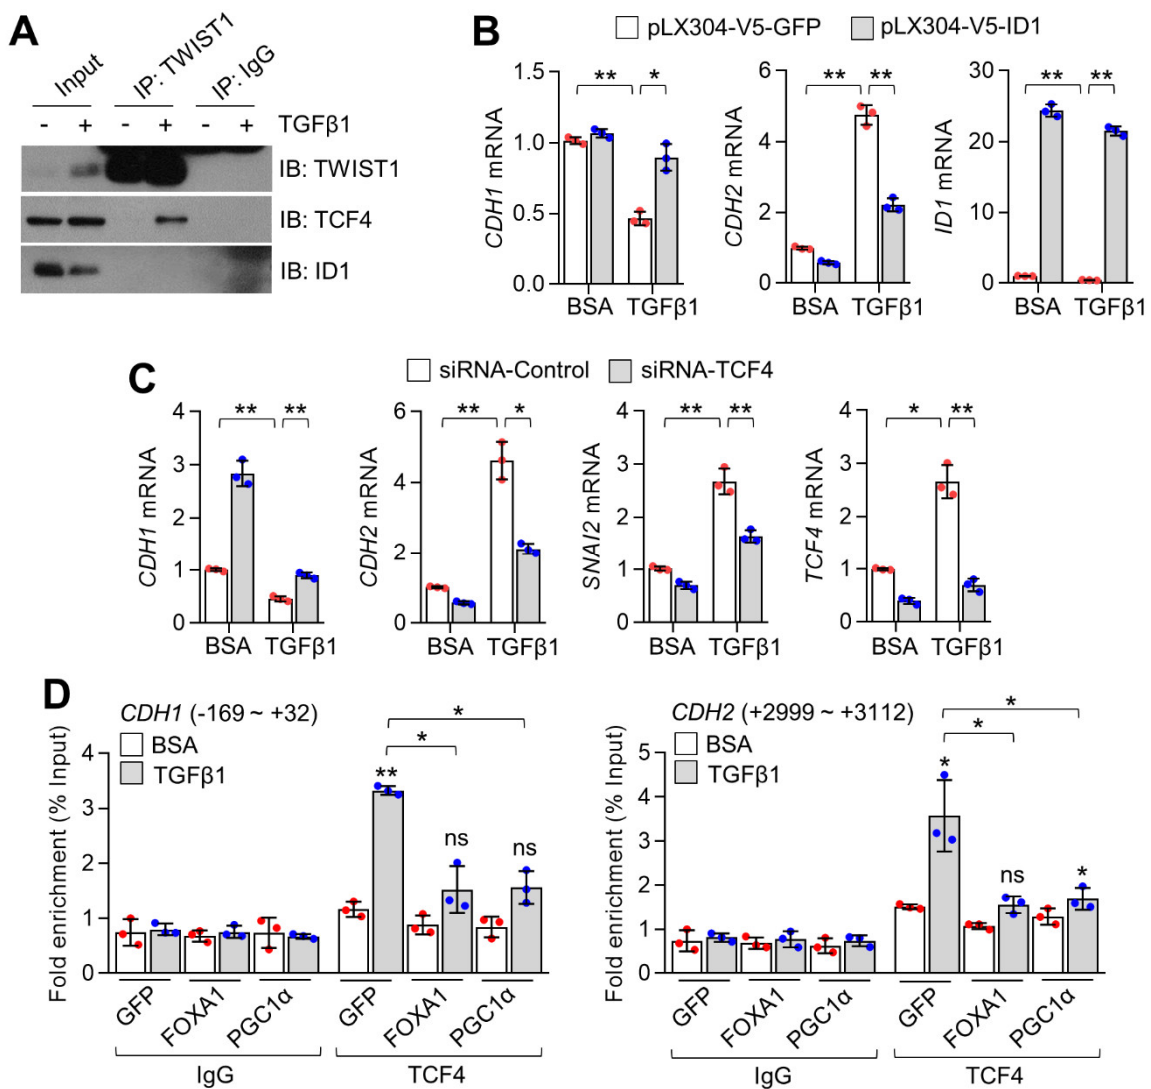 A
Input
IP: TWIST1
IP: IgG
- + - + - + TGFβ1
IB: TWIST1
IB: TCF4
IB: ID1
B
pLX304-V5-GFP pLX304-V5-ID1
CDH1 mRNA
1.5
1.0
0.5
0.0
** *
BSA TGFβ1
CDH2 mRNA
6
4
2
0
** **
BSA TGFβ1
ID1 mRNA
30
20
10
0
** **
BSA TGFβ1
C
siRNA-Control siRNA-TCF4
CDH1 mRNA
4
3
2
1
0
** **
BSA TGFβ1
CDH2 mRNA
6
4
2
0
** *
BSA TGFβ1
SNAI2 mRNA
4
3
2
1
0
** **
BSA TGFβ1
TCF4 mRNA
4
3
2
1
0
* **
BSA TGFβ1
D
CDH1 (-169 ~ +32)
BSA
TGFβ1
Fold enrichment (% Input)
4
3
2
1
0
*
*
**
ns
ns
GFP
FOXA1
PGC1α
GFP
FOXA1
PGC1α
IgG
TCF4
CDH2 (+2999 ~ +3112)
BSA
TGFβ1
Fold enrichment (% Input)
5
4
3
2
1
0
*
*
*
ns
*
GFP
FOXA1
PGC1α
GFP
FOXA1
PGC1α
IgG
TCF4